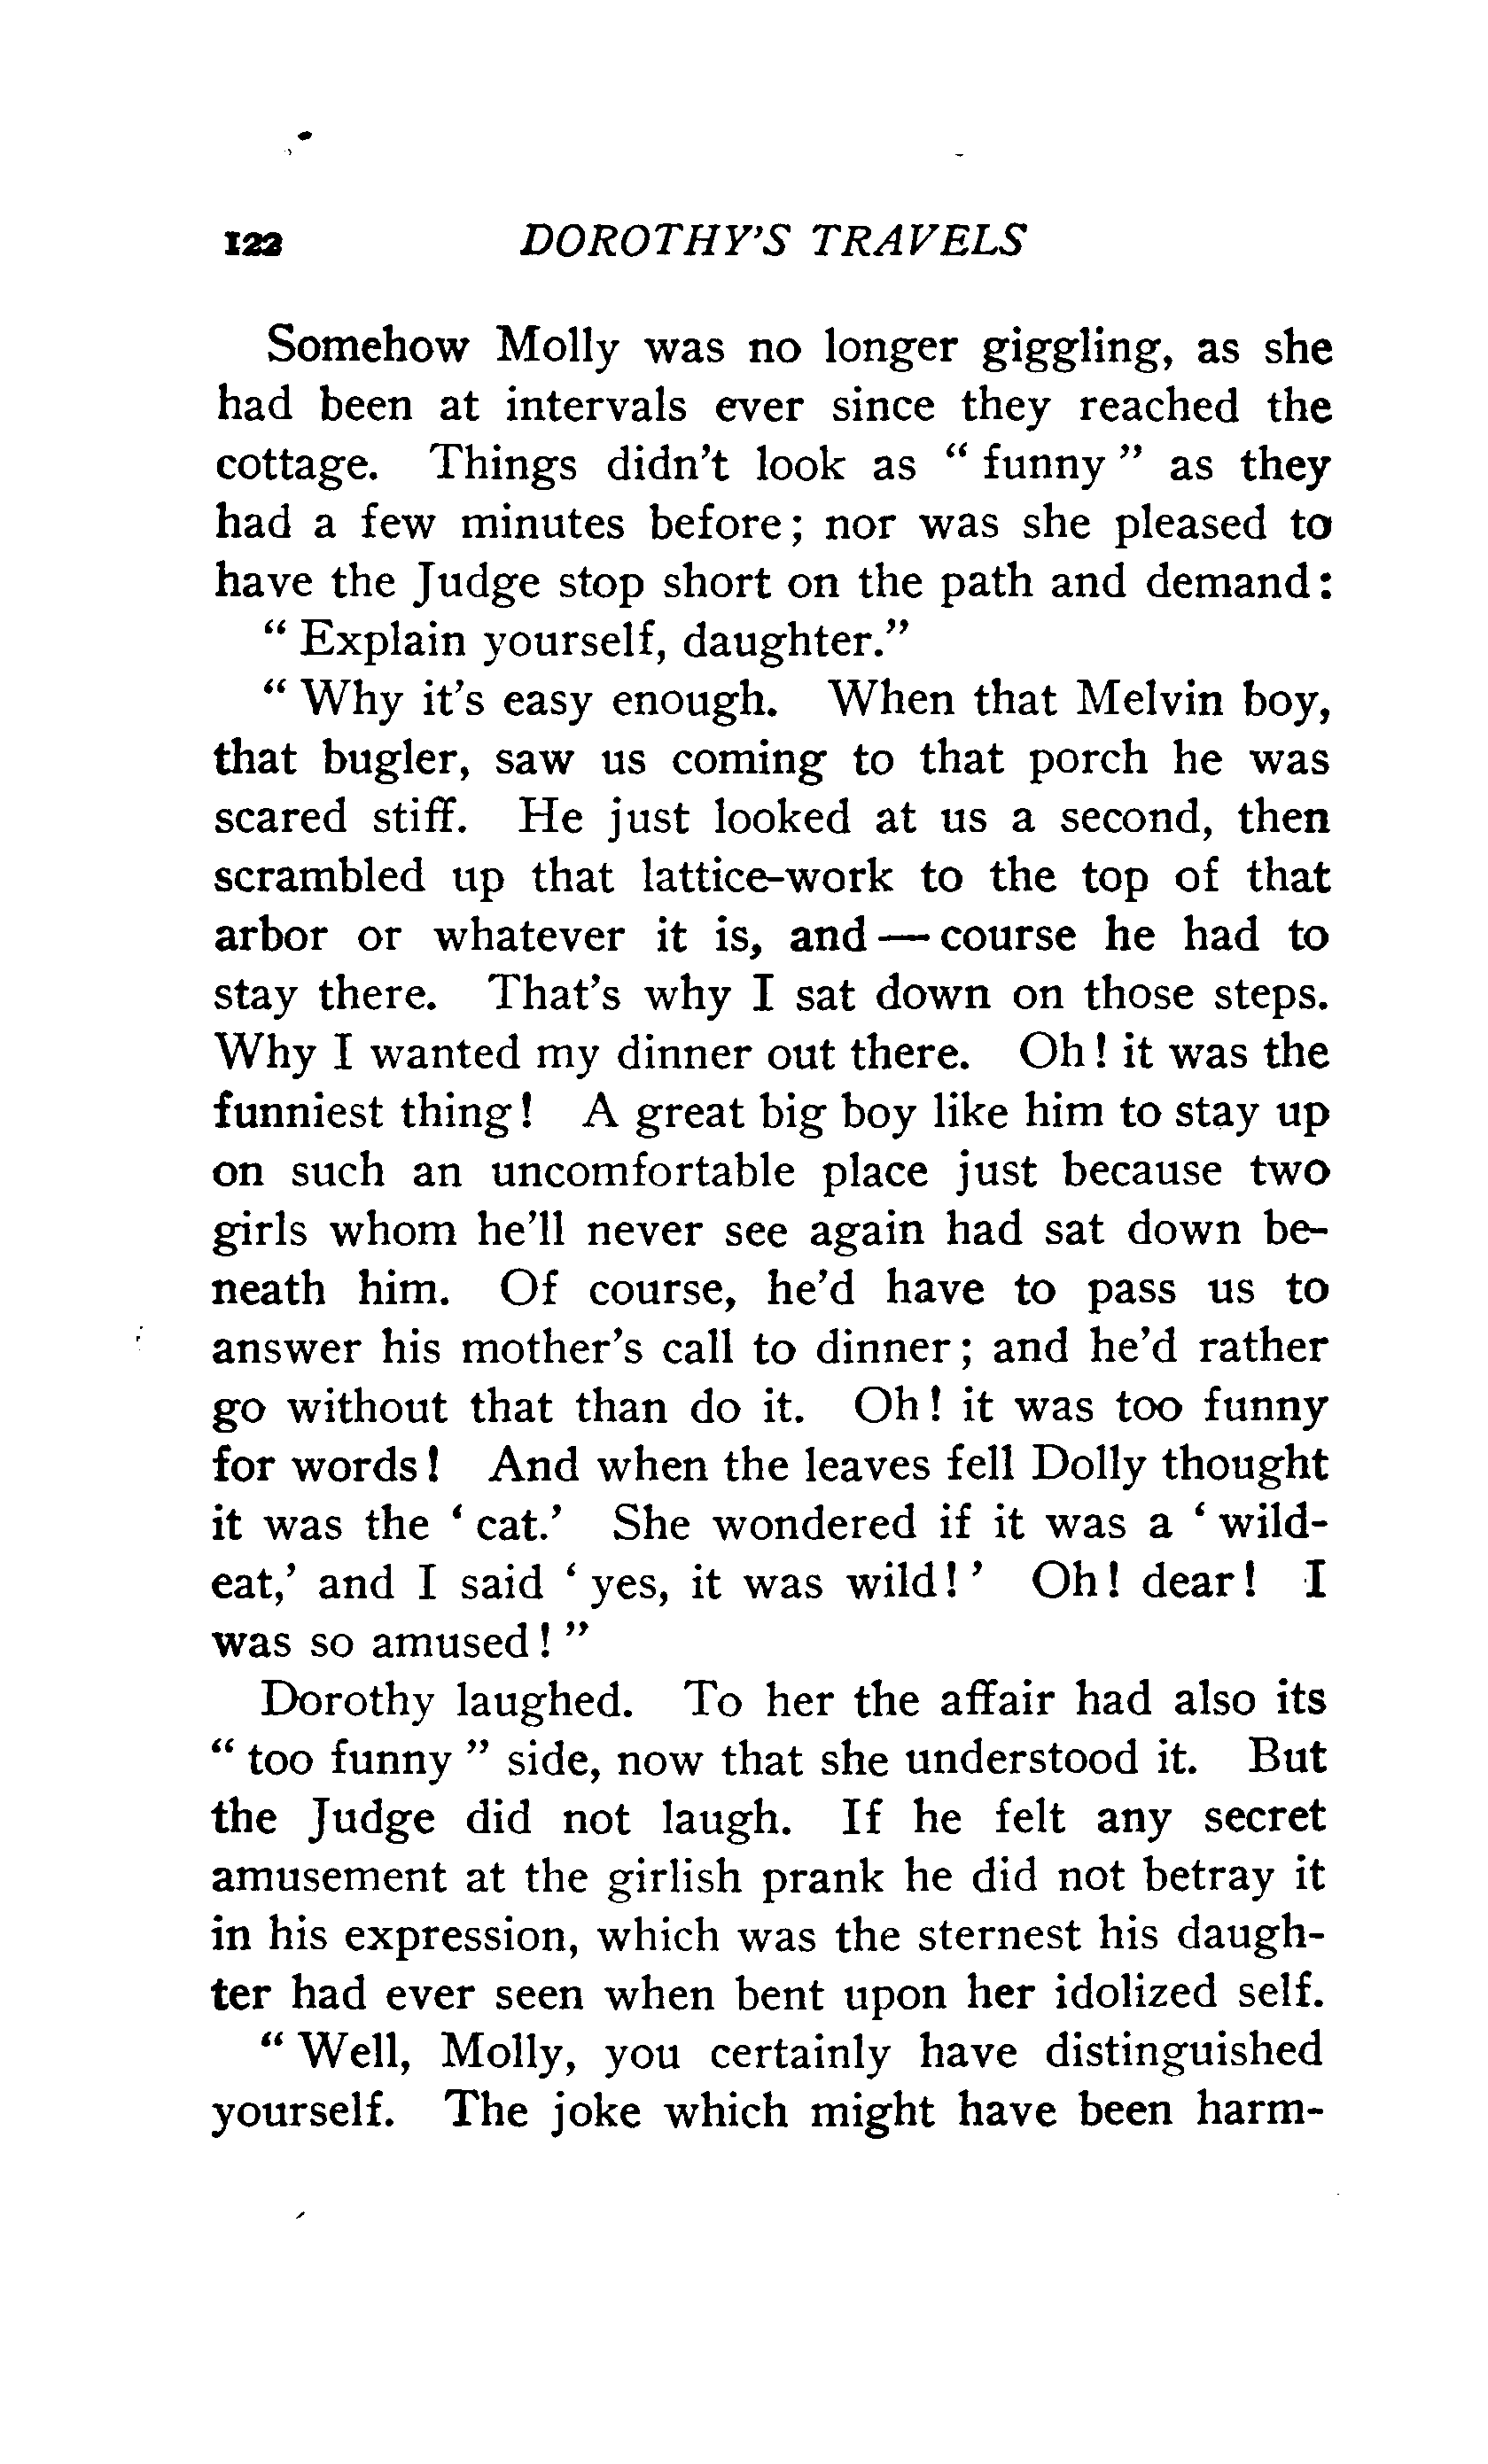 122 DOROTHY'S TRAVELS
Somehow Molly was no longer giggling, as she
had been at intervals ever since they reached the
cottage. Things didn't look as " funny " as they
had a few minutes before; nor was she pleased to
have the Judge stop short on the path and demand:
" Explain yourself, daughter."
" Why it's easy enough. When that Melvin boy,
that bugler, saw us coming to that porch he was
scared stiff. He just looked at us a second, then
scrambled up that lattice-work to the top of that
arbor or whatever it is, and — course he had to
stay there. That's why I sat down on those steps.
Why I wanted my dinner out there. Oh! it was the
funniest thing! A great big boy like him to stay up
on such an uncomfortable place just because two
girls whom he'll never see again had sat down be-
neath him. Of course, he'd have to pass us to
answer his mother's call to dinner; and he'd rather
go without that than do it. Oh! it was too funny
for words! And when the leaves fell Dolly thought
it was the ' cat.' She wondered if it was a ' wild-
eat,' and I said ' yes, it was wild! ' Oh! dear! I
was so amused! "
Dorothy laughed. To her the affair had also its
" too funny " side, now that she understood it. But
the Judge did not laugh. If he felt any secret
amusement at the girlish prank he did not betray it
in his expression, which was the sternest his daugh-
ter had ever seen when bent upon her idolized self.
" Well, Molly, you certainly have distinguished
yourself. The joke which might have been harm-